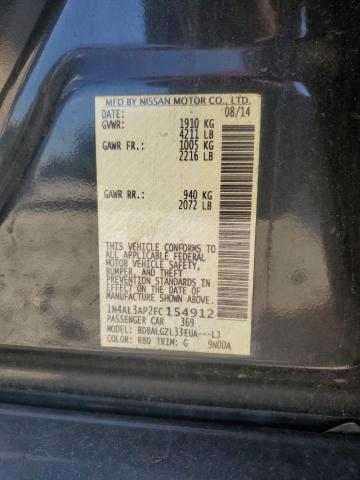 MFD BY NISSAN MOTOR CO., LTD.
DATE: 08/14
GVWR: 1910 KG
4211 LB
GAWR FR.: 1005 KG
2216 LB
GAWR RR.: 940 KG
2072 LB
THIS VEHICLE CONFORMS TO
ALL APPLICABLE FEDERAL
MOTOR VEHICLE SAFETY,
BUMPER, AND THEFT
PREVENTION STANDARDS IN
EFFECT ON THE DATE OF
MANUFACTURE SHOWN ABOVE.
1N4AL3AP2FC154912
PASSENGER CAR 369
MODEL: BDBALGZL33EUA---LJ
COLOR: RBD TRIM: G 9N00A